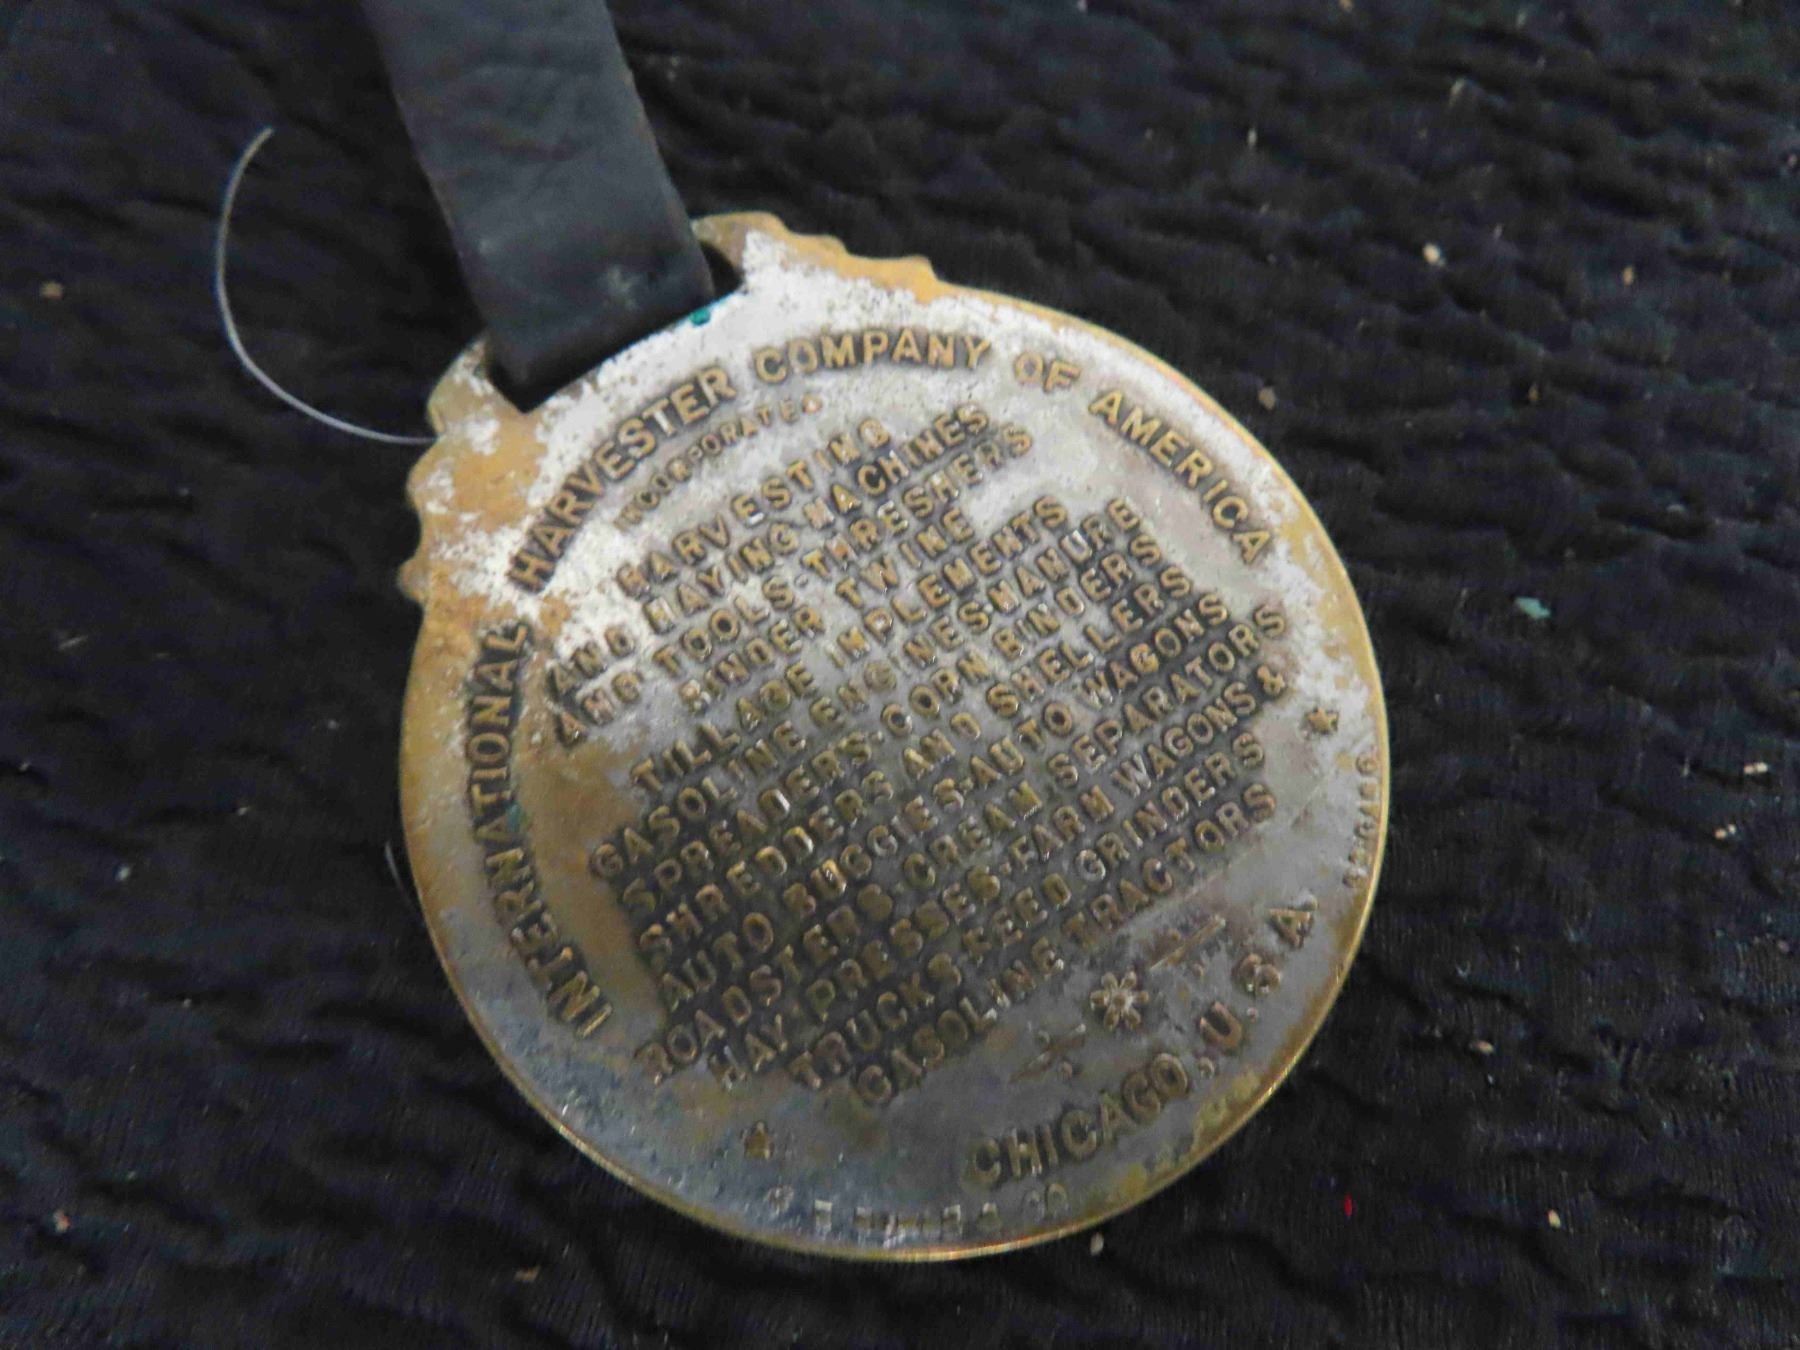 INTERNATIONAL HARVESTER COMPANY OF AMERICA
INCORPORATED
HARVESTING
AND HAYING MACHINES
AND TOOLS·THRESHERS
BINDER TWINE
TILLAGE IMPLEMENTS
GASOLINE ENGINES·MANURE
SPREADERS·CORN BINDERS
SHREDDERS AND SHELLERS
AUTO BUGGIES·AUTO WAGONS
ROADSTERS·CREAM SEPARATORS
HAY PRESSES·FARM WAGONS &
TRUCKS·FEED GRINDERS
GASOLINE TRACTORS
CHICAGO, U.S.A.
CO